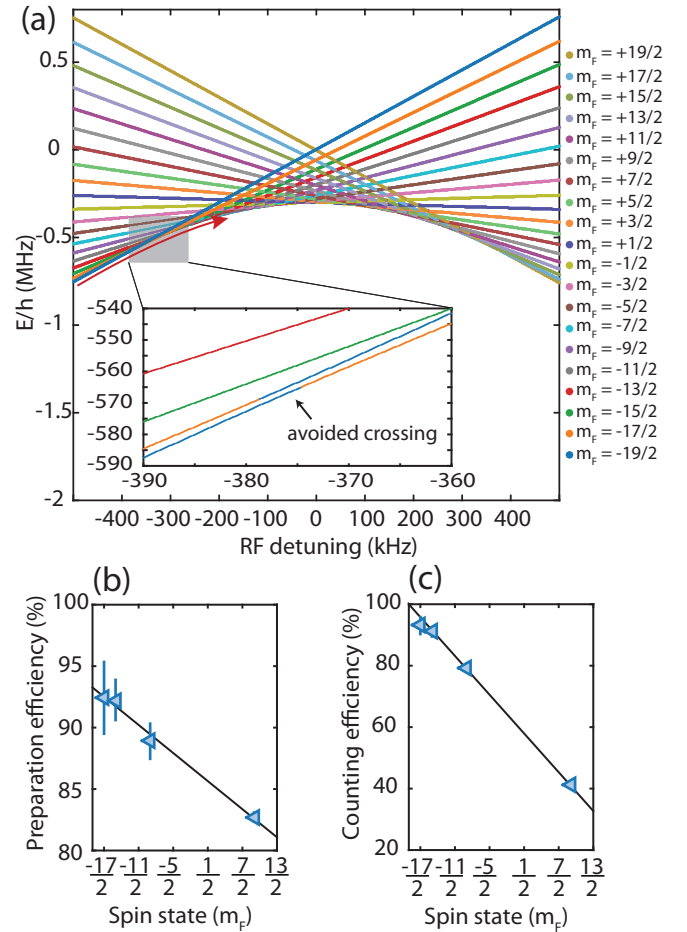 (a)
E/h (MHz)
0.5
0
-0.5
-1
-1.5
-2
-400 -300 -200 -100 0 100 200 300 400
RF detuning (kHz)
m_F = +19/2
m_F = +17/2
m_F = +15/2
m_F = +13/2
m_F = +11/2
m_F = +9/2
m_F = +7/2
m_F = +5/2
m_F = +3/2
m_F = +1/2
m_F = -1/2
m_F = -3/2
m_F = -5/2
m_F = -7/2
m_F = -9/2
m_F = -11/2
m_F = -13/2
m_F = -15/2
m_F = -17/2
m_F = -19/2
-540
-550
-560
-570
-580
-590
-390 -380 -370 -360
avoided crossing
(b)
Preparation efficiency (%)
100
95
90
85
80
-17/2 -11/2 -5/2 1/2 7/2 13/2
Spin state (m_F)
(c)
Counting efficiency (%)
100
80
60
40
20
-17/2 -11/2 -5/2 1/2 7/2 13/2
Spin state (m_F)